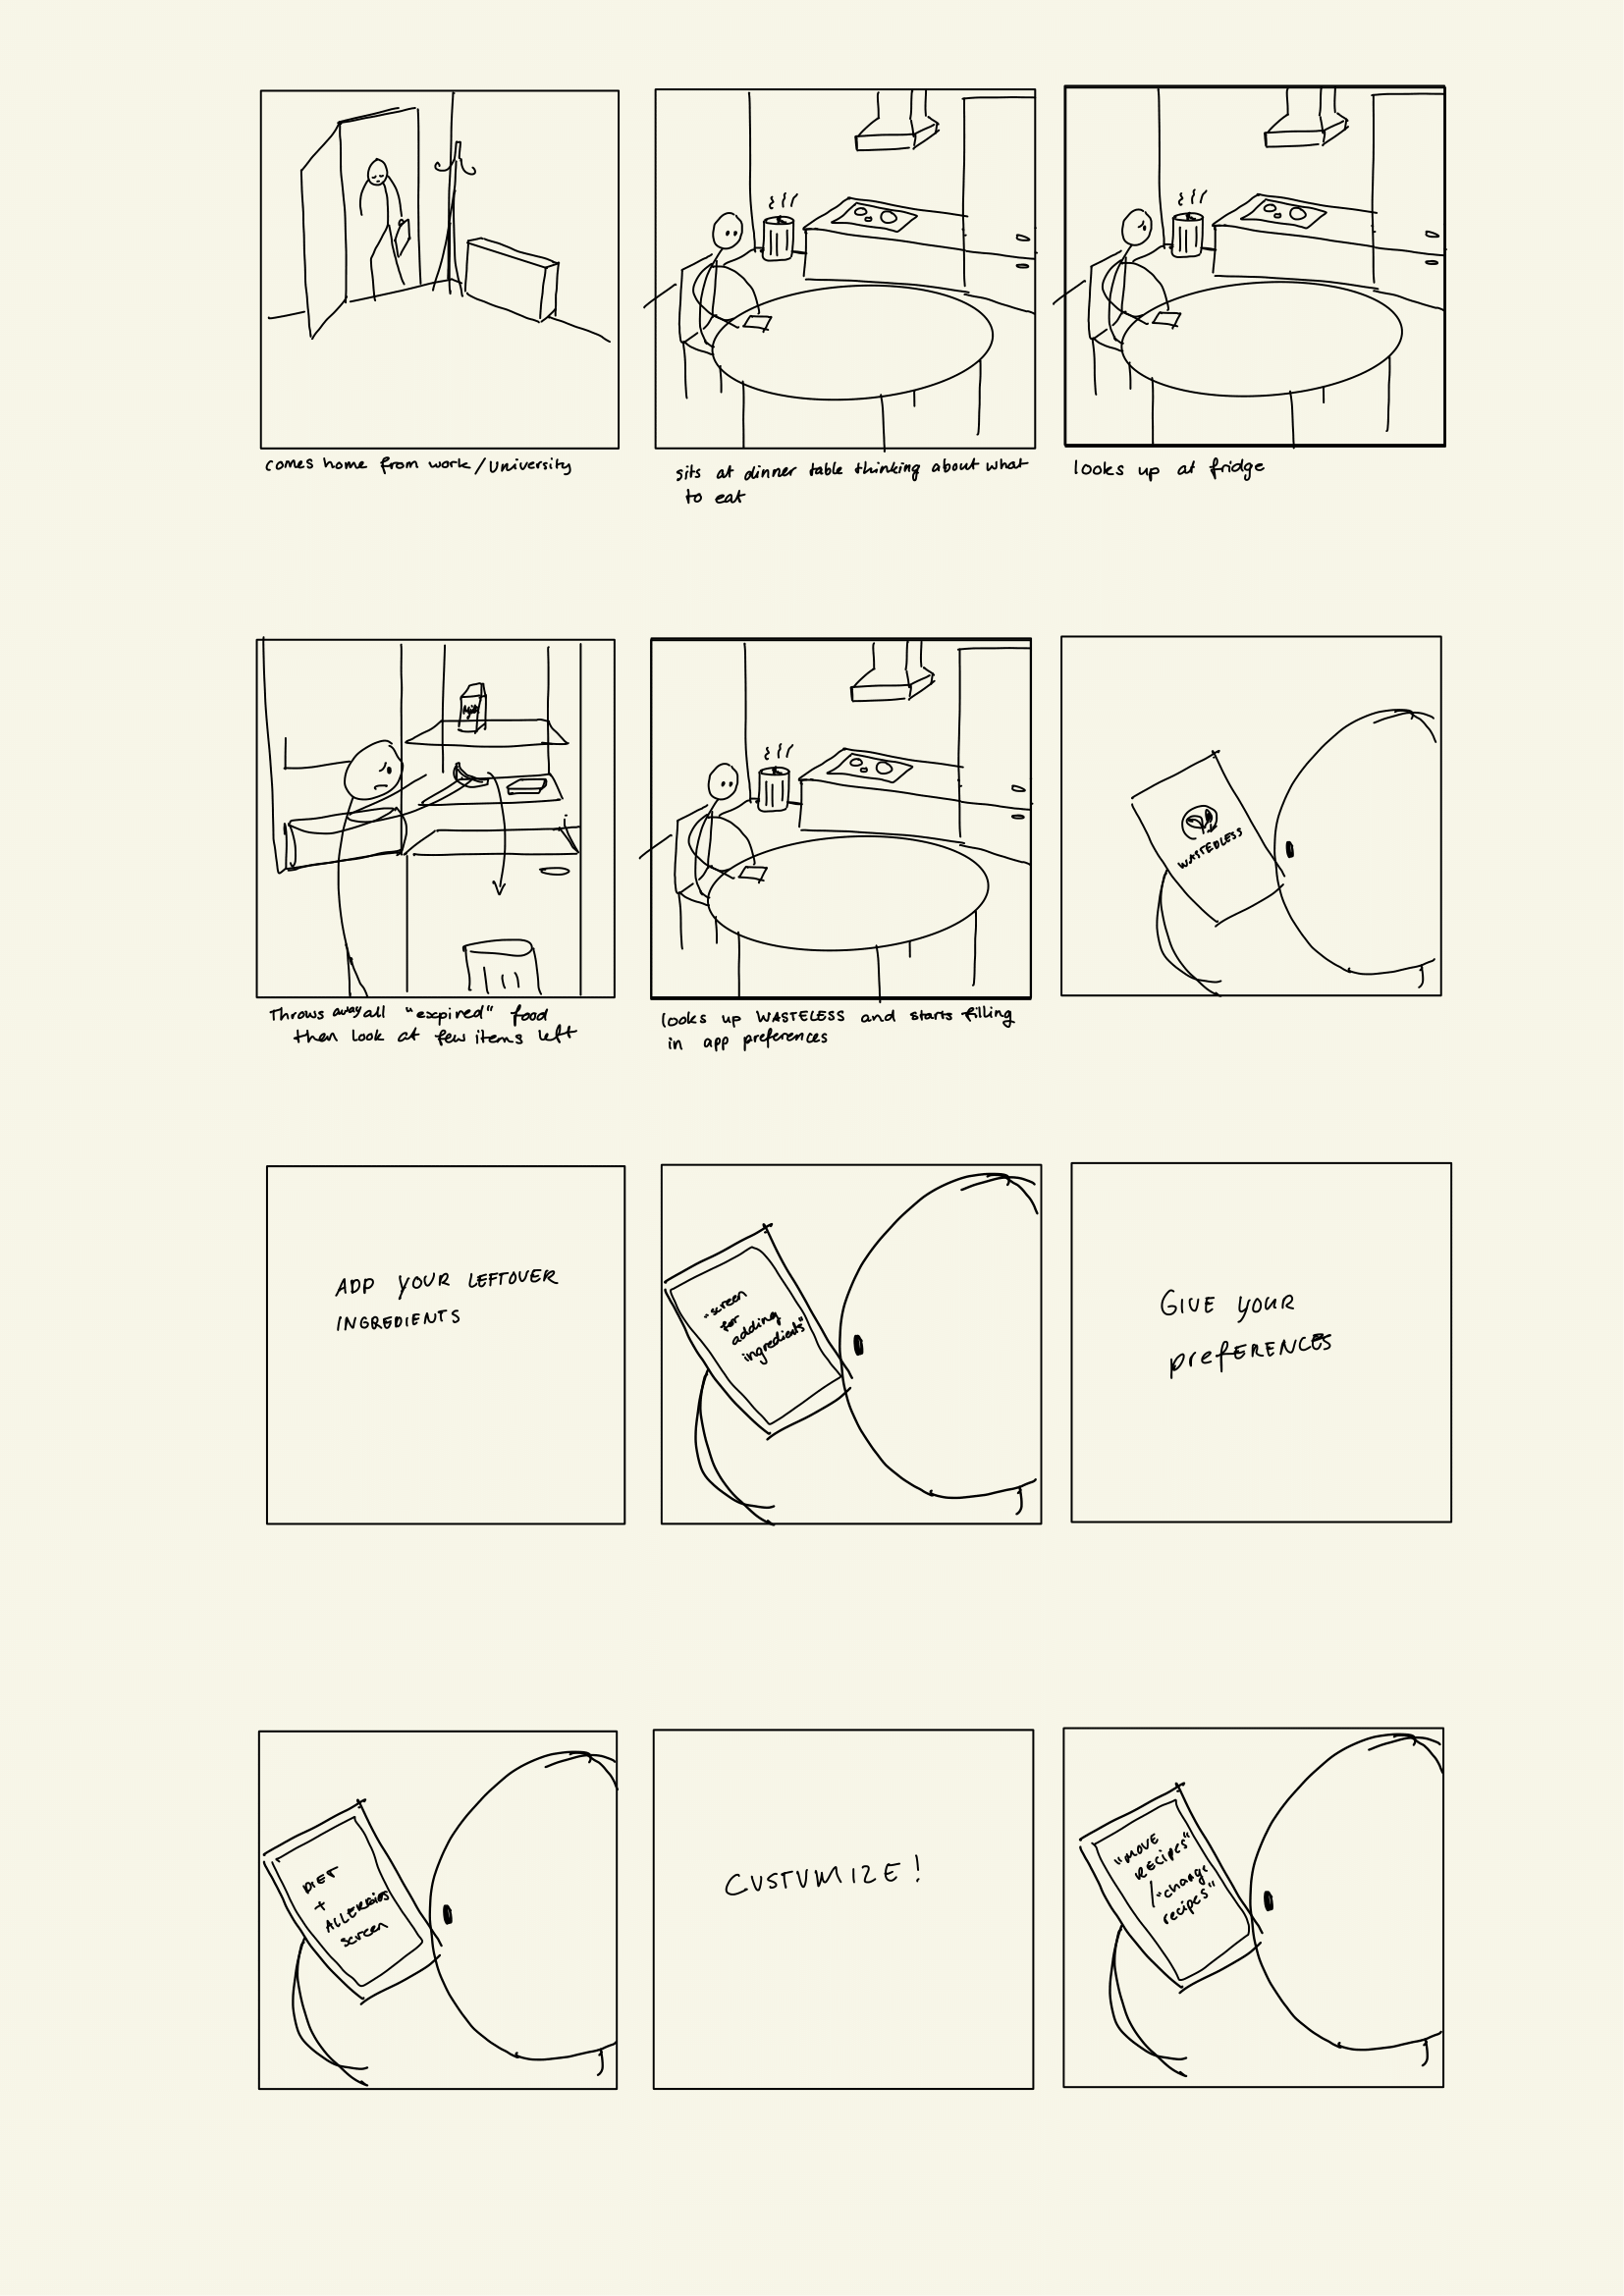 comes home from work/University
sits at dinner table thinking about what
to eat
looks up at fridge
Milk
Throws away all "expired" food
then look at few items left
looks up WASTELESS and starts filling
in app preferences
WASTEDLESS
ADD YOUR LEFTOVER
INGREDIENTS
"screen
for
adding
ingredients"
GIVE YOUR
preferENCES
DIET
+
ALLERGIES
screen
CUSTUMIZE!
"MOVE
RECIPES"
/"change
recipes"